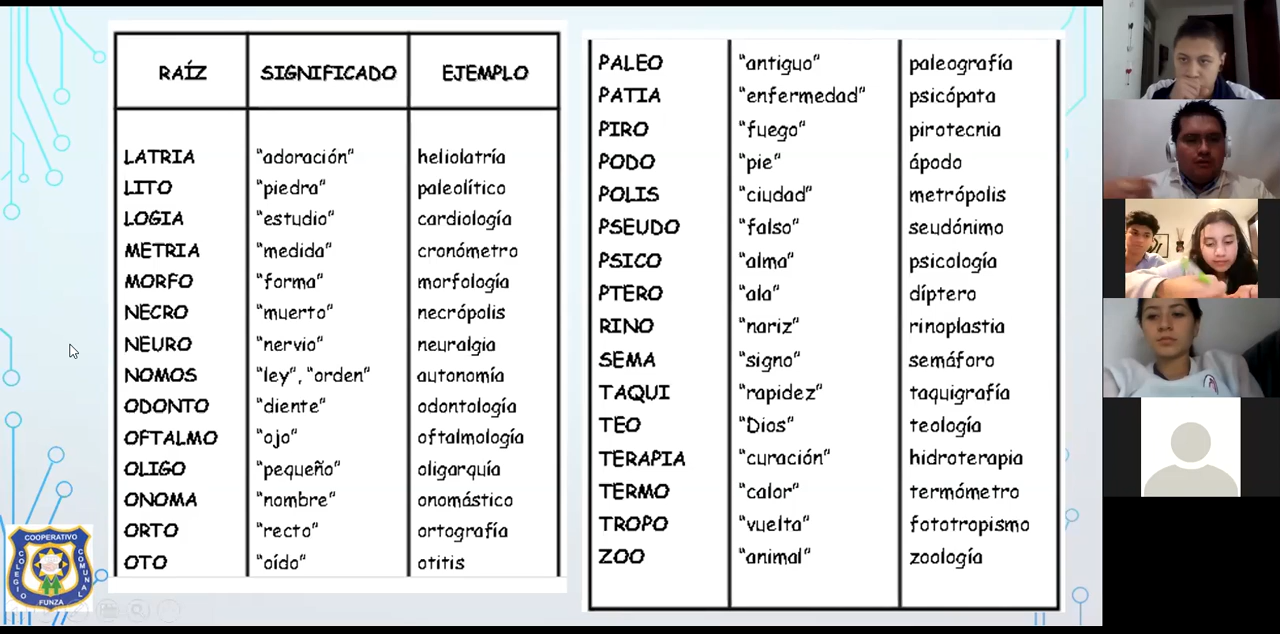 RAÍZ SIGNIFICADO EJEMPLO
LATRIA "adoración" heliolatría
LITO "piedra" paleolítico
LOGIA "estudio" cardiología
METRIA "medida" cronómetro
MORFO "forma" morfología
NECRO "muerto" necrópolis
NEURO "nervio" neuralgia
NOMOS "ley", "orden" autonomía
ODONTO "diente" odontología
OFTALMO "ojo" oftalmología
OLIGO "pequeño" oligarquía
ONOMA "nombre" onomástico
ORTO "recto" ortografía
OTO "oído" otitis
PALEO "antiguo" paleografía
PATIA "enfermedad" psicópata
PIRO "fuego" pirotecnia
PODO "pie" ápodo
POLIS "ciudad" metrópolis
PSEUDO "falso" seudónimo
PSICO "alma" psicología
PTERO "ala" díptero
RINO "nariz" rinoplastia
SEMA "signo" semáforo
TAQUI "rapidez" taquigrafía
TEO "Dios" teología
TERAPIA "curación" hidroterapia
TERMO "calor" termómetro
TROPO "vuelta" fototropismo
ZOO "animal" zoología
COOPERATIVO
COLEGIO
COMUNAL
FUNZA